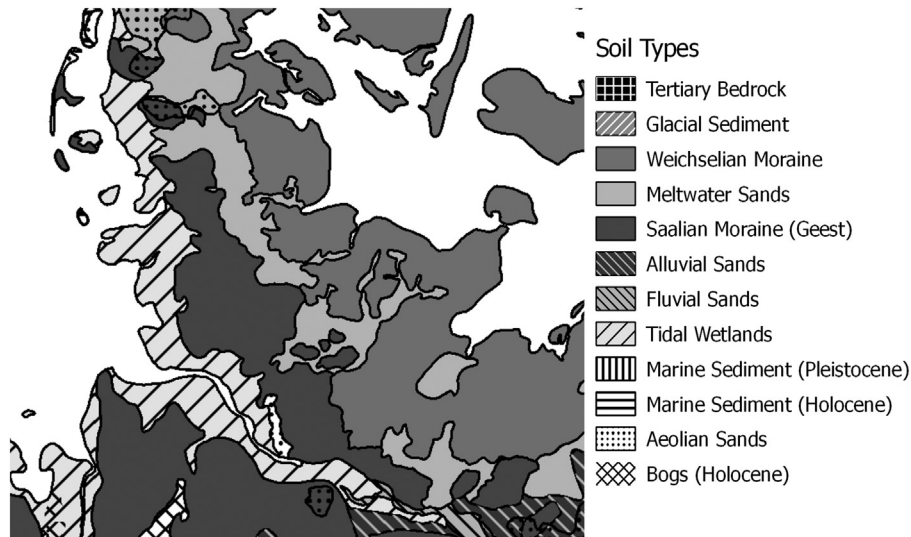 Soil Types
Tertiary Bedrock
Glacial Sediment
Weichselian Moraine
Meltwater Sands
Saalian Moraine (Geest)
Alluvial Sands
Fluvial Sands
Tidal Wetlands
Marine Sediment (Pleistocene)
Marine Sediment (Holocene)
Aeolian Sands
Bogs (Holocene)